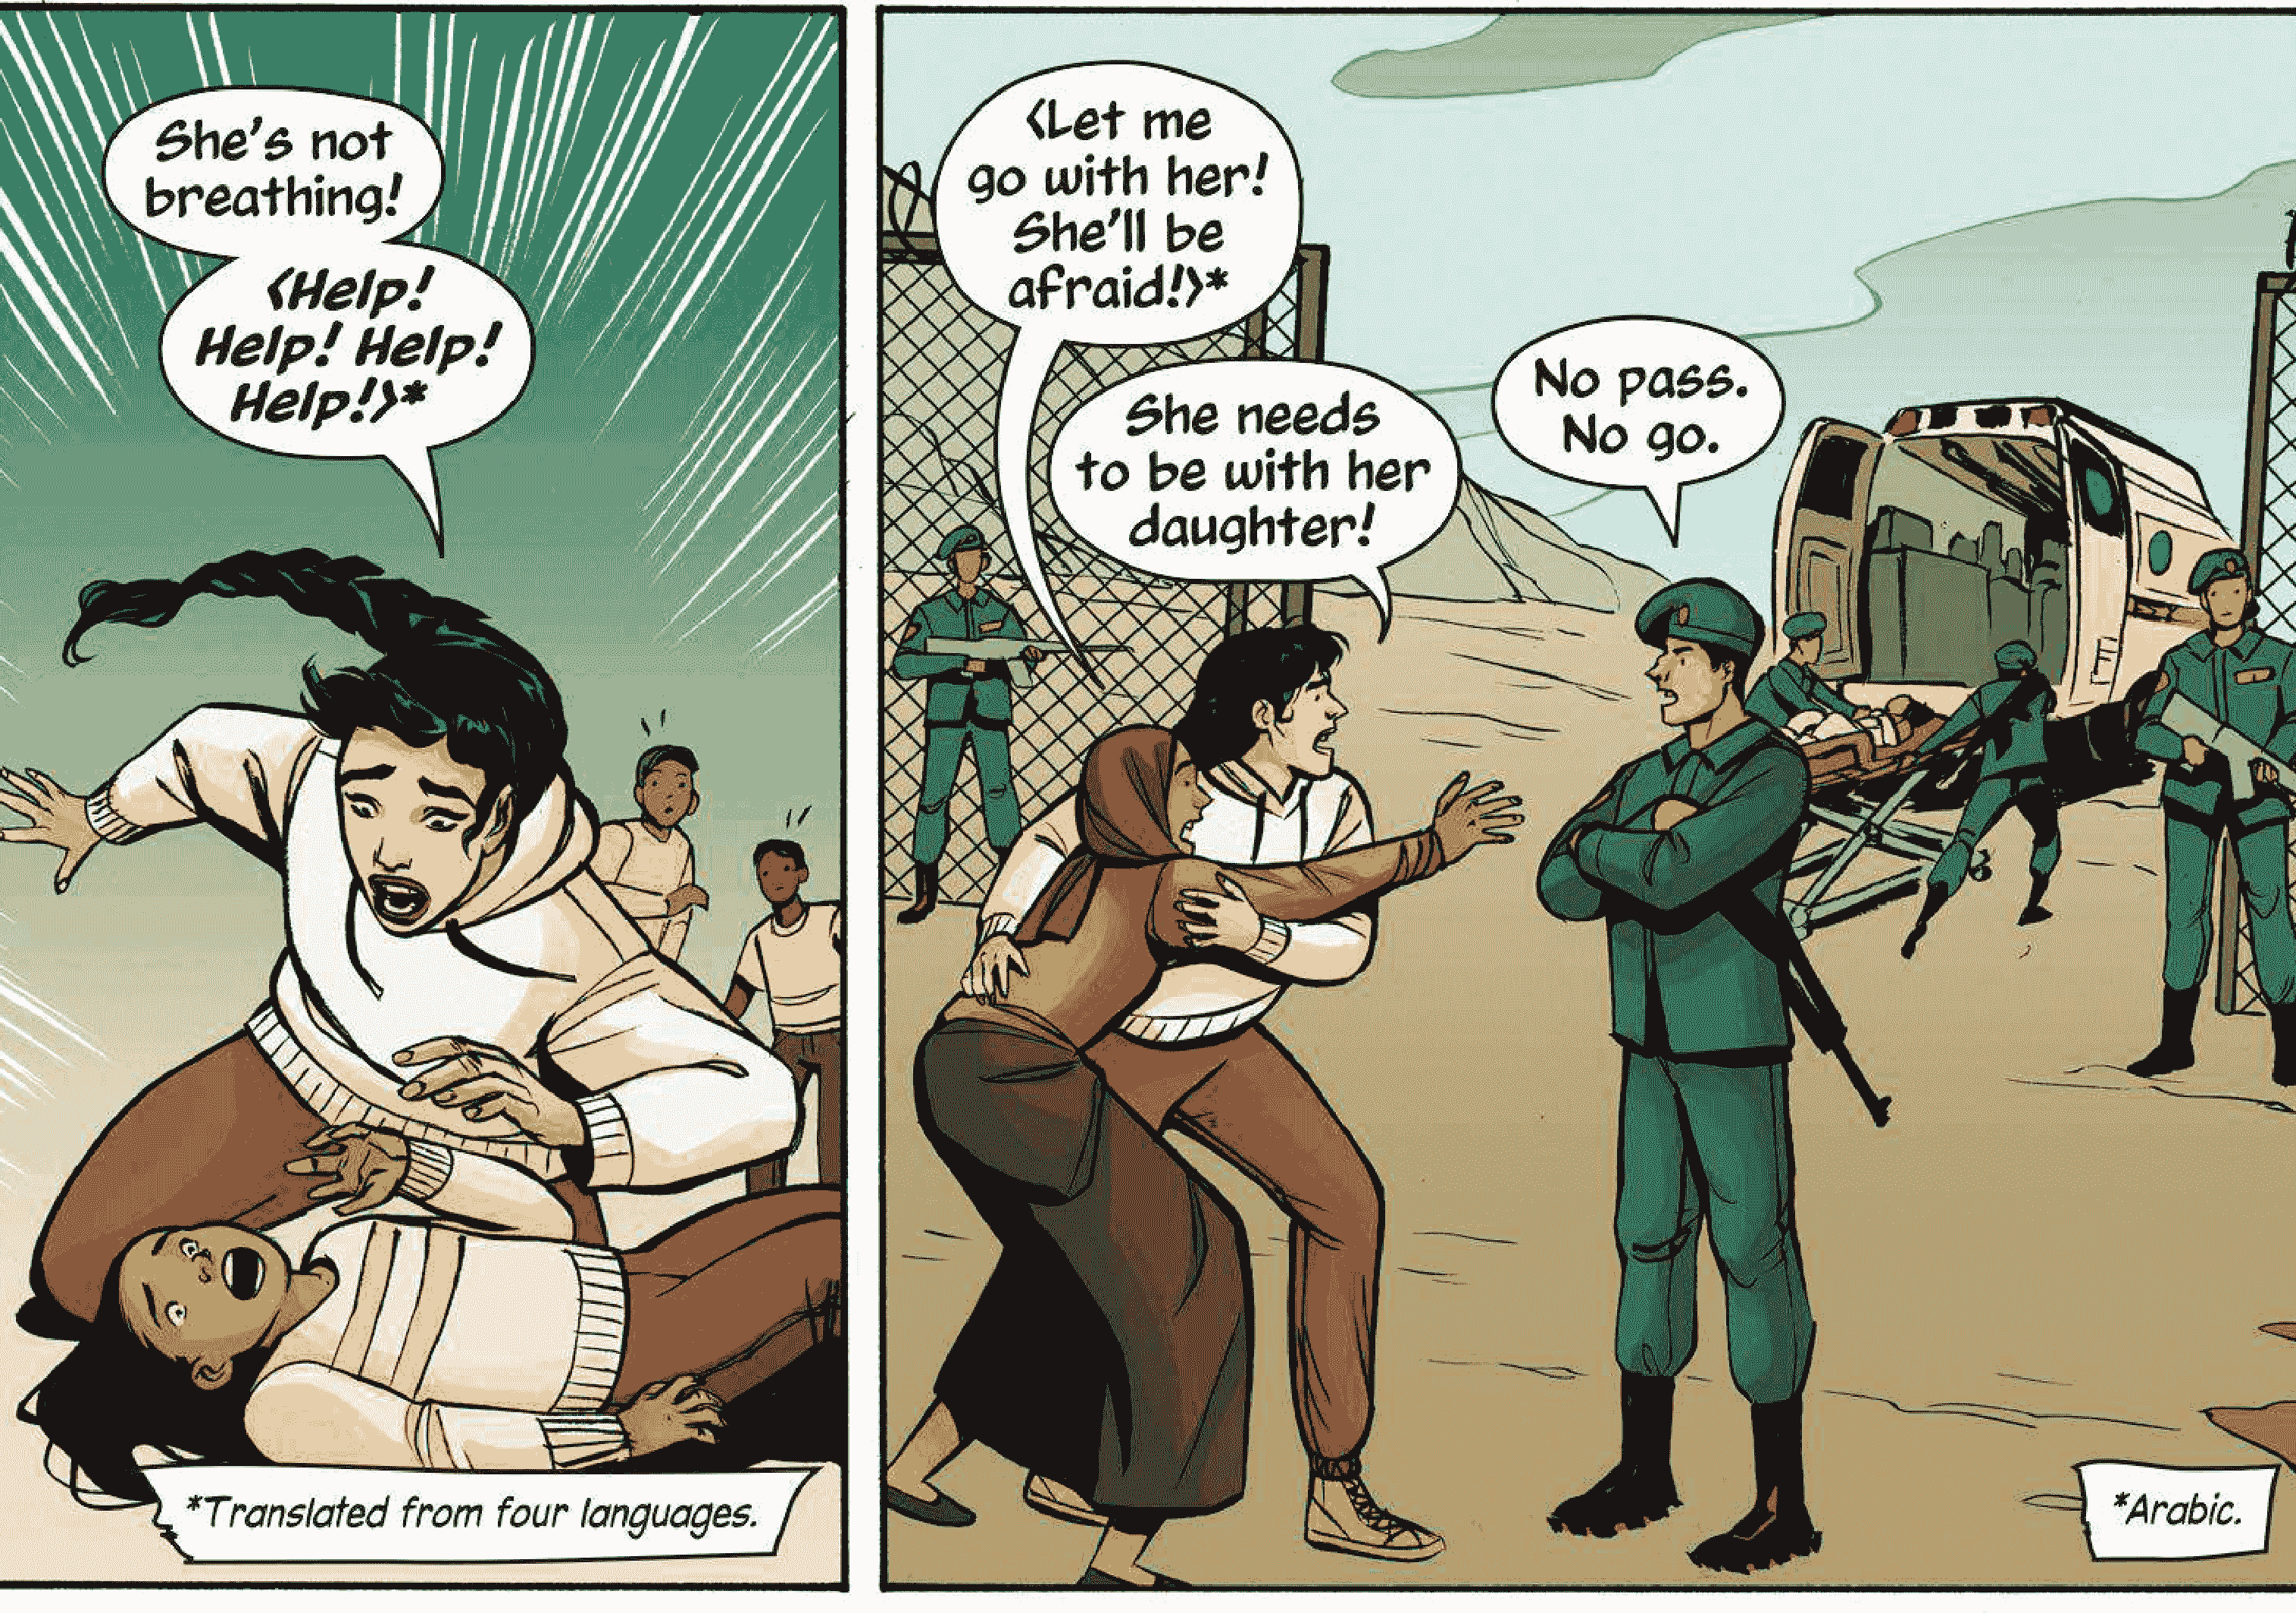 She's not
breathing!
<Help!
Help! Help!
Help!>*
*Translated from four languages.
<Let me
go with her!
She'll be
afraid!>*
She needs
to be with her
daughter!
No pass.
No go.
*Arabic.